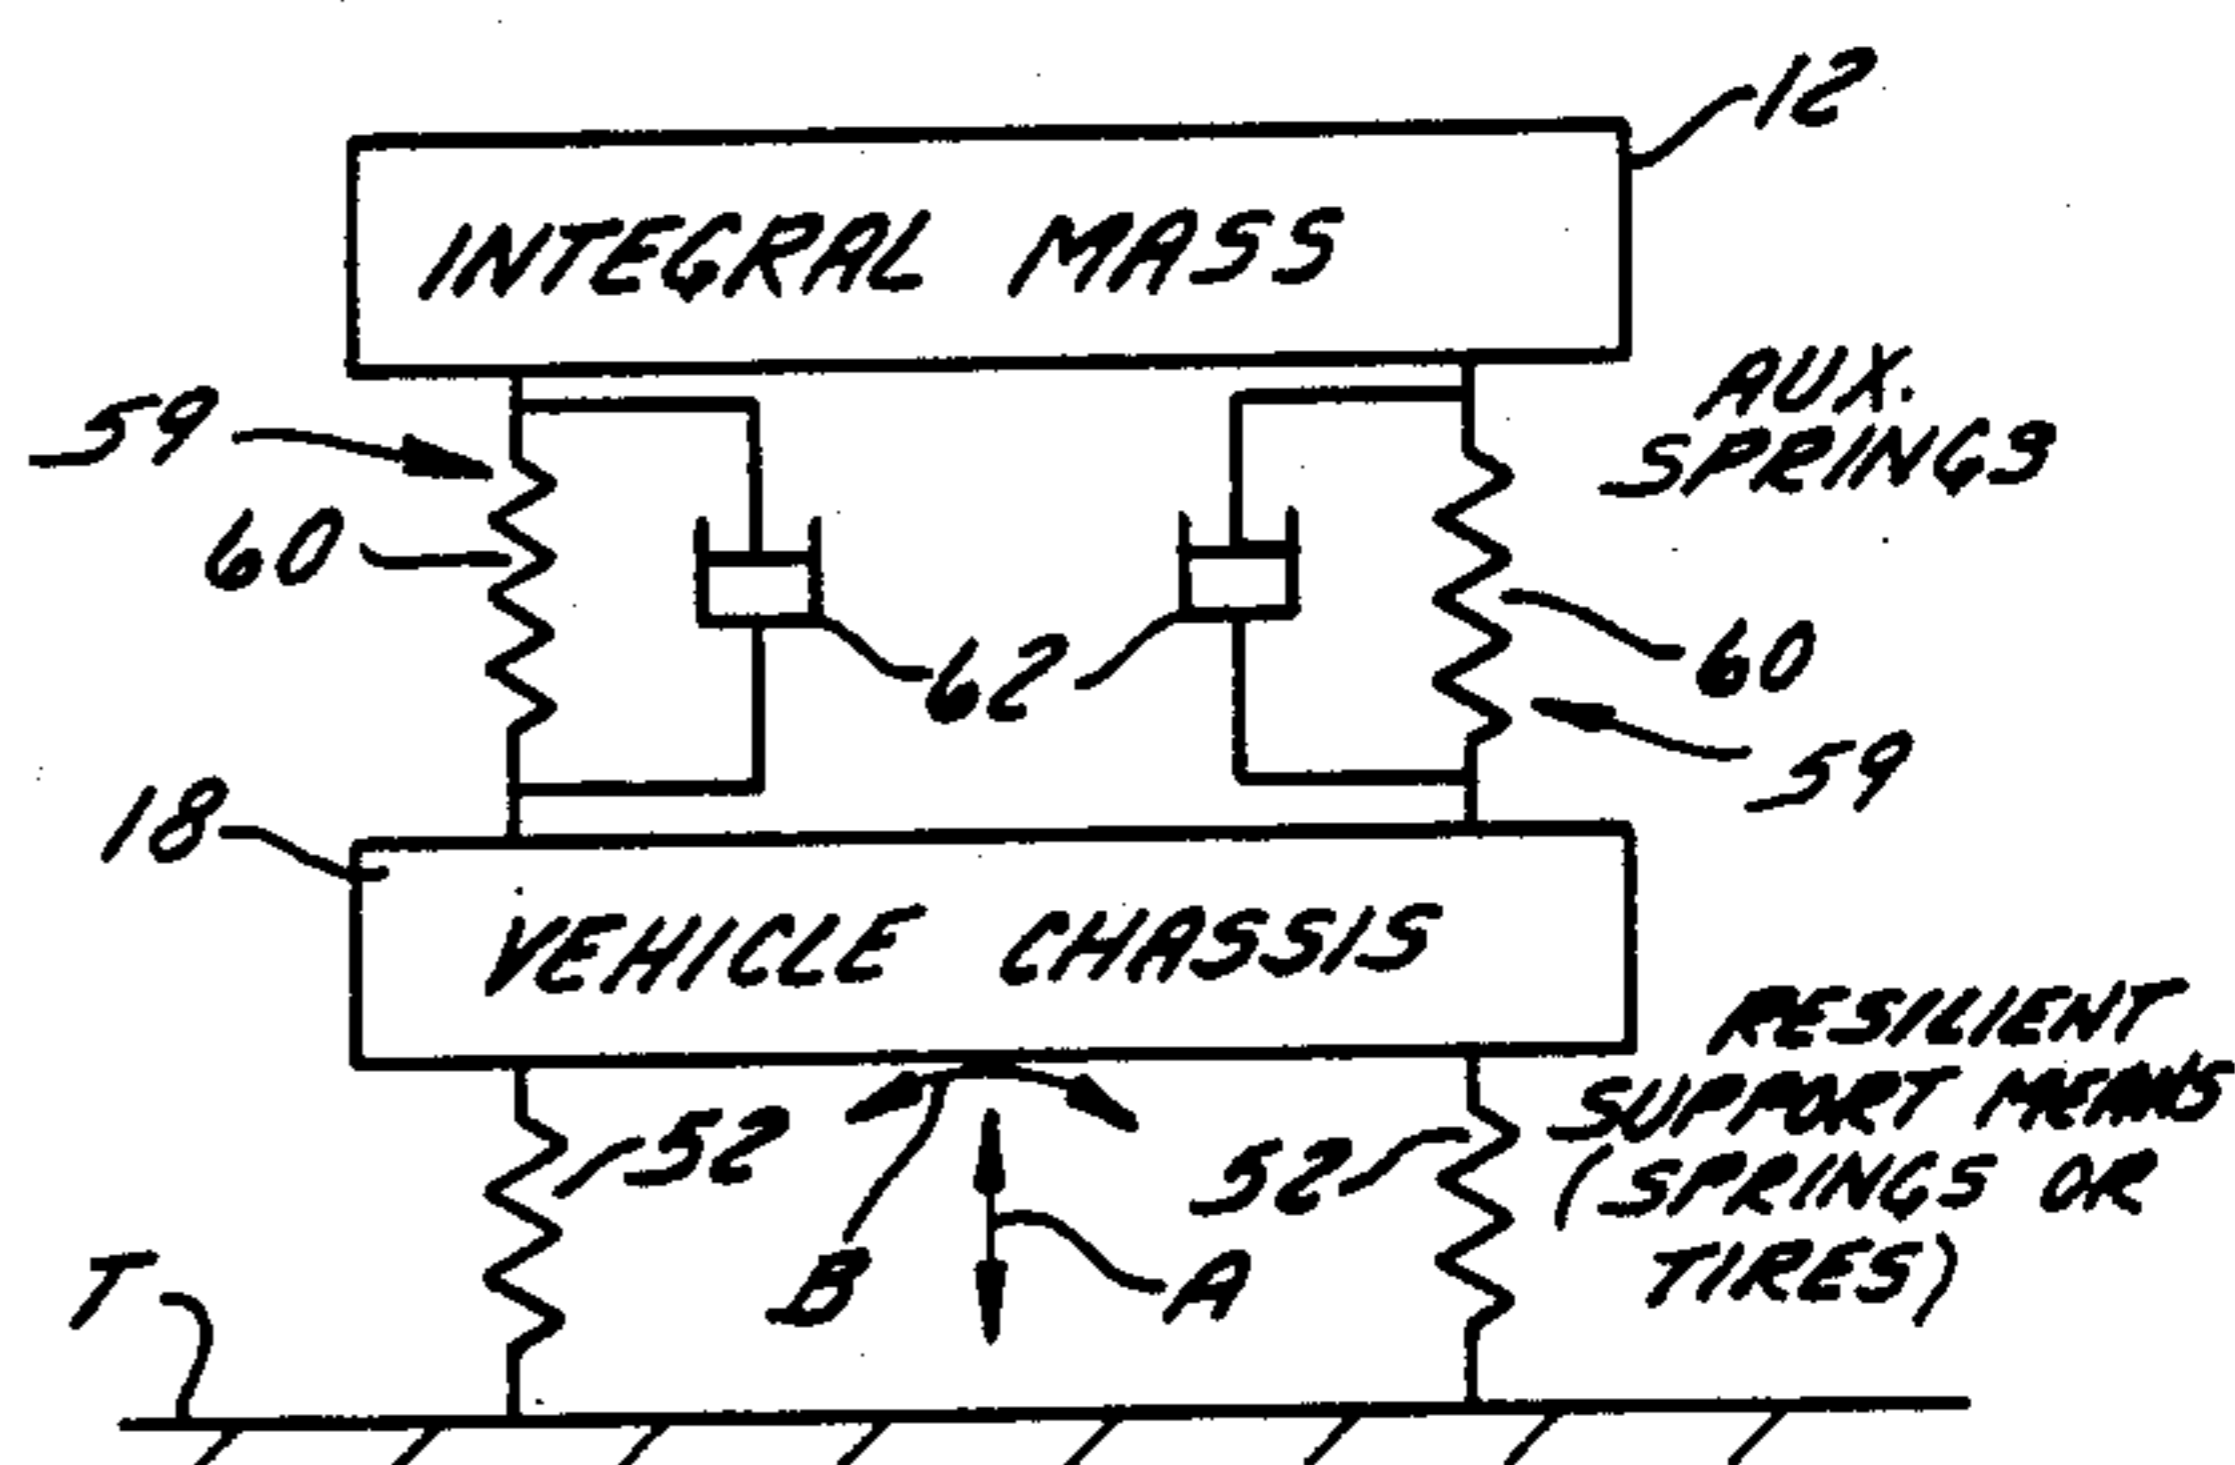 12
INTEGRAL MASS
AUX.
SPRINGS
59
60
62
60
59
18
VEHICLE CHASSIS
RESILIENT
SUPPORT MEANS
(SPRINGS OR
TIRES)
52
52
B
A
T